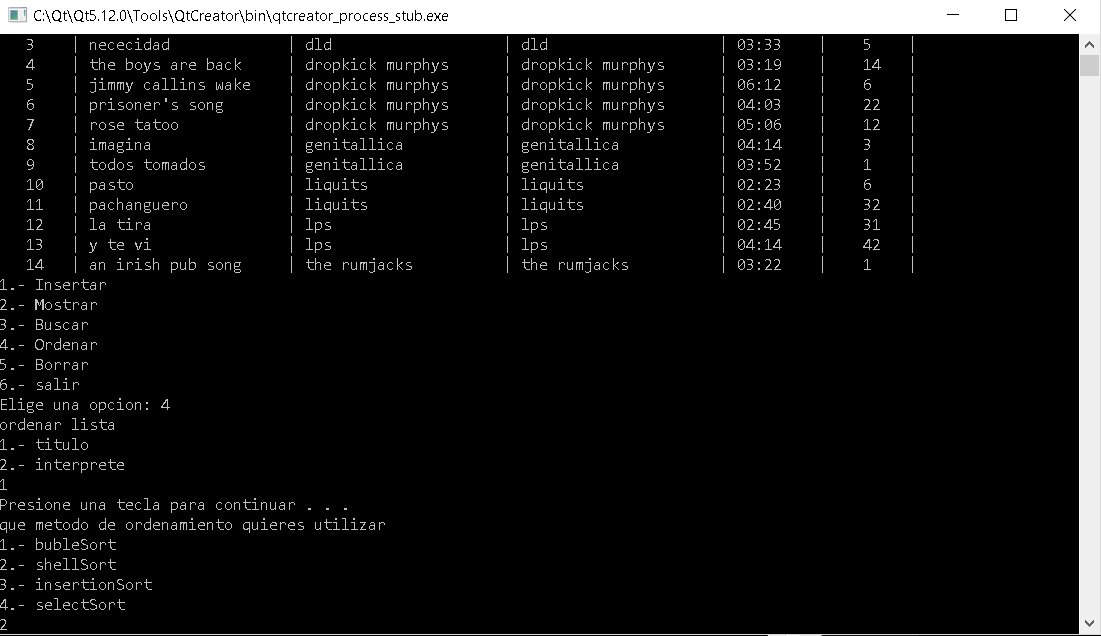 C:\Qt\Qt5.12.0\Tools\QtCreator\bin\qtcreator_process_stub.exe
3 | nececidad | dld | dld | 03:33 | 5 |
4 | the boys are back | dropkick murphys | dropkick murphys | 03:19 | 14 |
5 | jimmy callins wake | dropkick murphys | dropkick murphys | 06:12 | 6 |
6 | prisoner's song | dropkick murphys | dropkick murphys | 04:03 | 22 |
7 | rose tatoo | dropkick murphys | dropkick murphys | 05:06 | 12 |
8 | imagina | genitallica | genitallica | 04:14 | 3 |
9 | todos tomados | genitallica | genitallica | 03:52 | 1 |
10 | pasto | liquits | liquits | 02:23 | 6 |
11 | pachanguero | liquits | liquits | 02:40 | 32 |
12 | la tira | lps | lps | 02:45 | 31 |
13 | y te vi | lps | lps | 04:14 | 42 |
14 | an irish pub song | the rumjacks | the rumjacks | 03:22 | 1 |
1.- Insertar
2.- Mostrar
3.- Buscar
4.- Ordenar
5.- Borrar
6.- salir
Elige una opcion: 4
ordenar lista
1.- titulo
2.- interprete
1
Presione una tecla para continuar . . .
que metodo de ordenamiento quieres utilizar
1.- bubleSort
2.- shellSort
3.- insertionSort
4.- selectSort
2